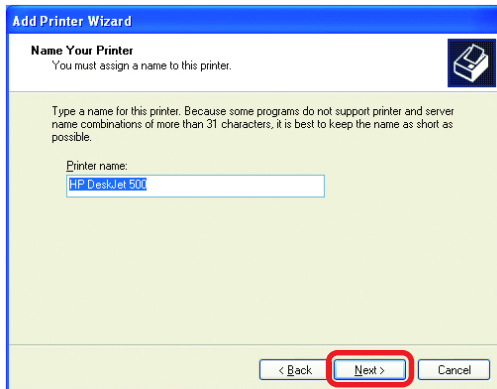 Add Printer Wizard
Name Your Printer
You must assign a name to this printer.
Type a name for this printer. Because some programs do not support printer and server
name combinations of more than 31 characters, it is best to keep the name as short as
possible.
Printer name:
HP DeskJet 500
< Back
Next >
Cancel